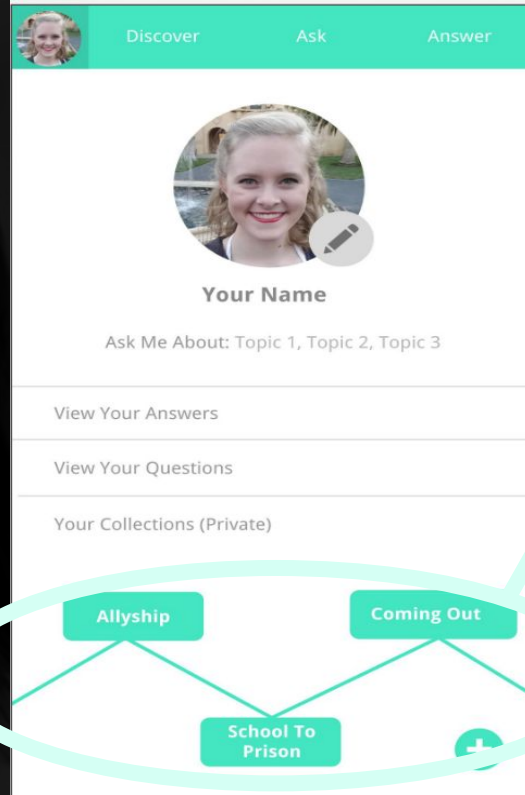 Discover Ask Answer
Your Name
Ask Me About: Topic 1, Topic 2, Topic 3
View Your Answers
View Your Questions
Your Collections (Private)
Allyship Coming Out
School To
Prison